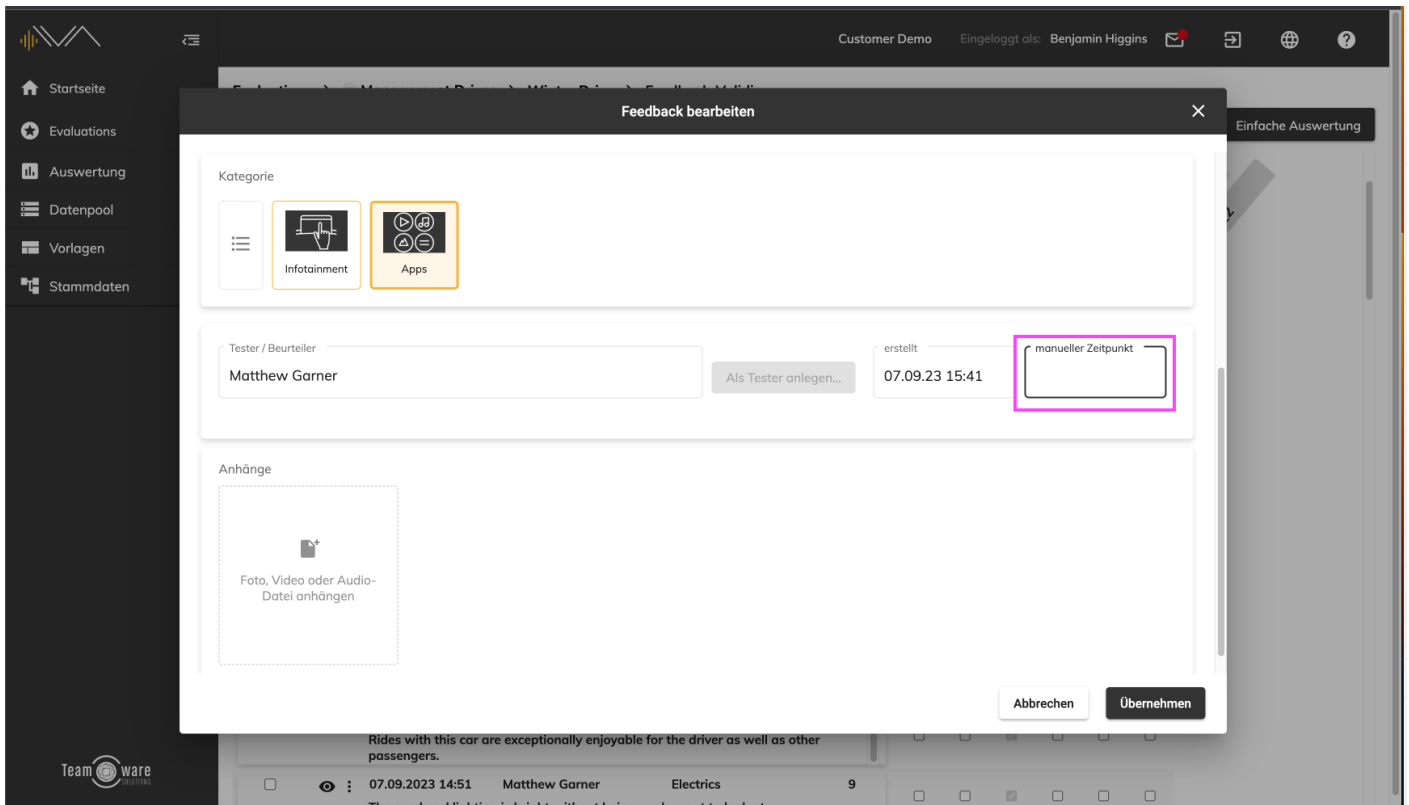 Customer Demo Eingeloggt als: Benjamin Higgins
Startseite
Evaluations
Auswertung
Datenpool
Vorlagen
Stammdaten
Feedback bearbeiten
Einfache Auswertung
Kategorie
Infotainment
Apps
Tester / Beurteiler
Matthew Garner
Als Tester anlegen...
erstellt
07.09.23 15:41
manueller Zeitpunkt
Anhänge
Foto, Video oder Audio-
Datei anhängen
Abbrechen
Übernehmen
Rides with this car are exceptionally enjoyable for the driver as well as other
passengers.
07.09.2023 14:51 Matthew Garner Electrics 9
Team ware
SOLUTIONS